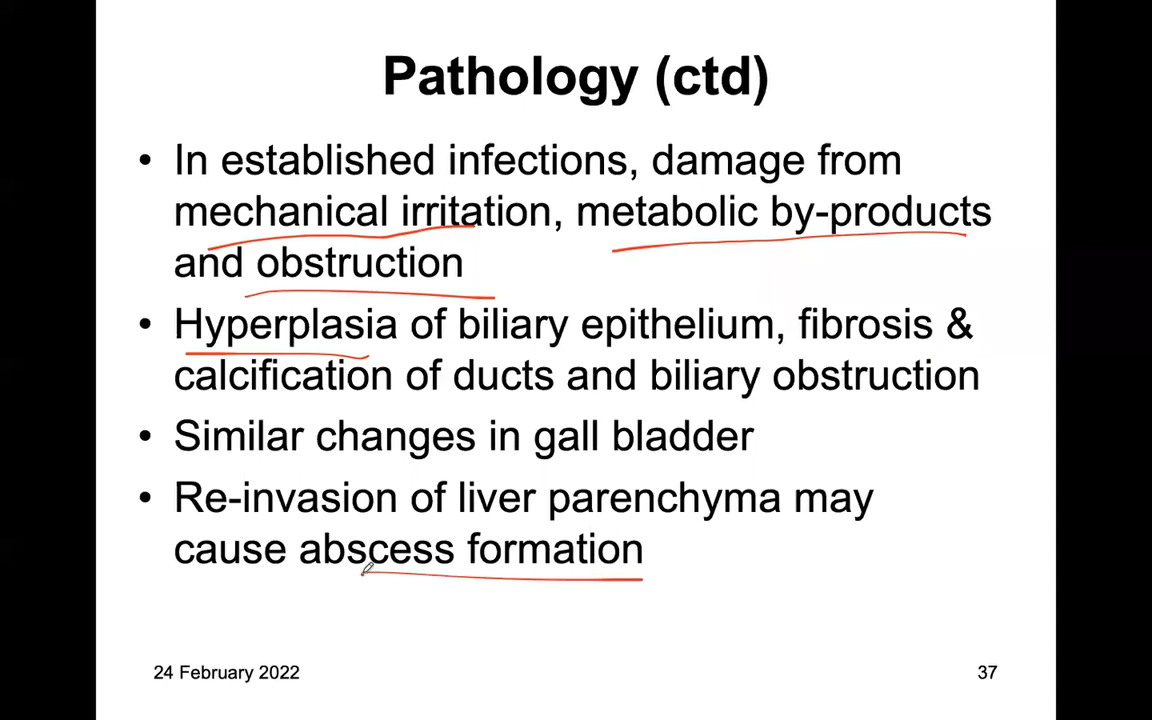 Pathology (ctd)
• In established infections, damage from
mechanical irritation, metabolic by-products
and obstruction
• Hyperplasia of biliary epithelium, fibrosis &
calcification of ducts and biliary obstruction
• Similar changes in gall bladder
• Re-invasion of liver parenchyma may
cause abscess formation
24 February 2022
37